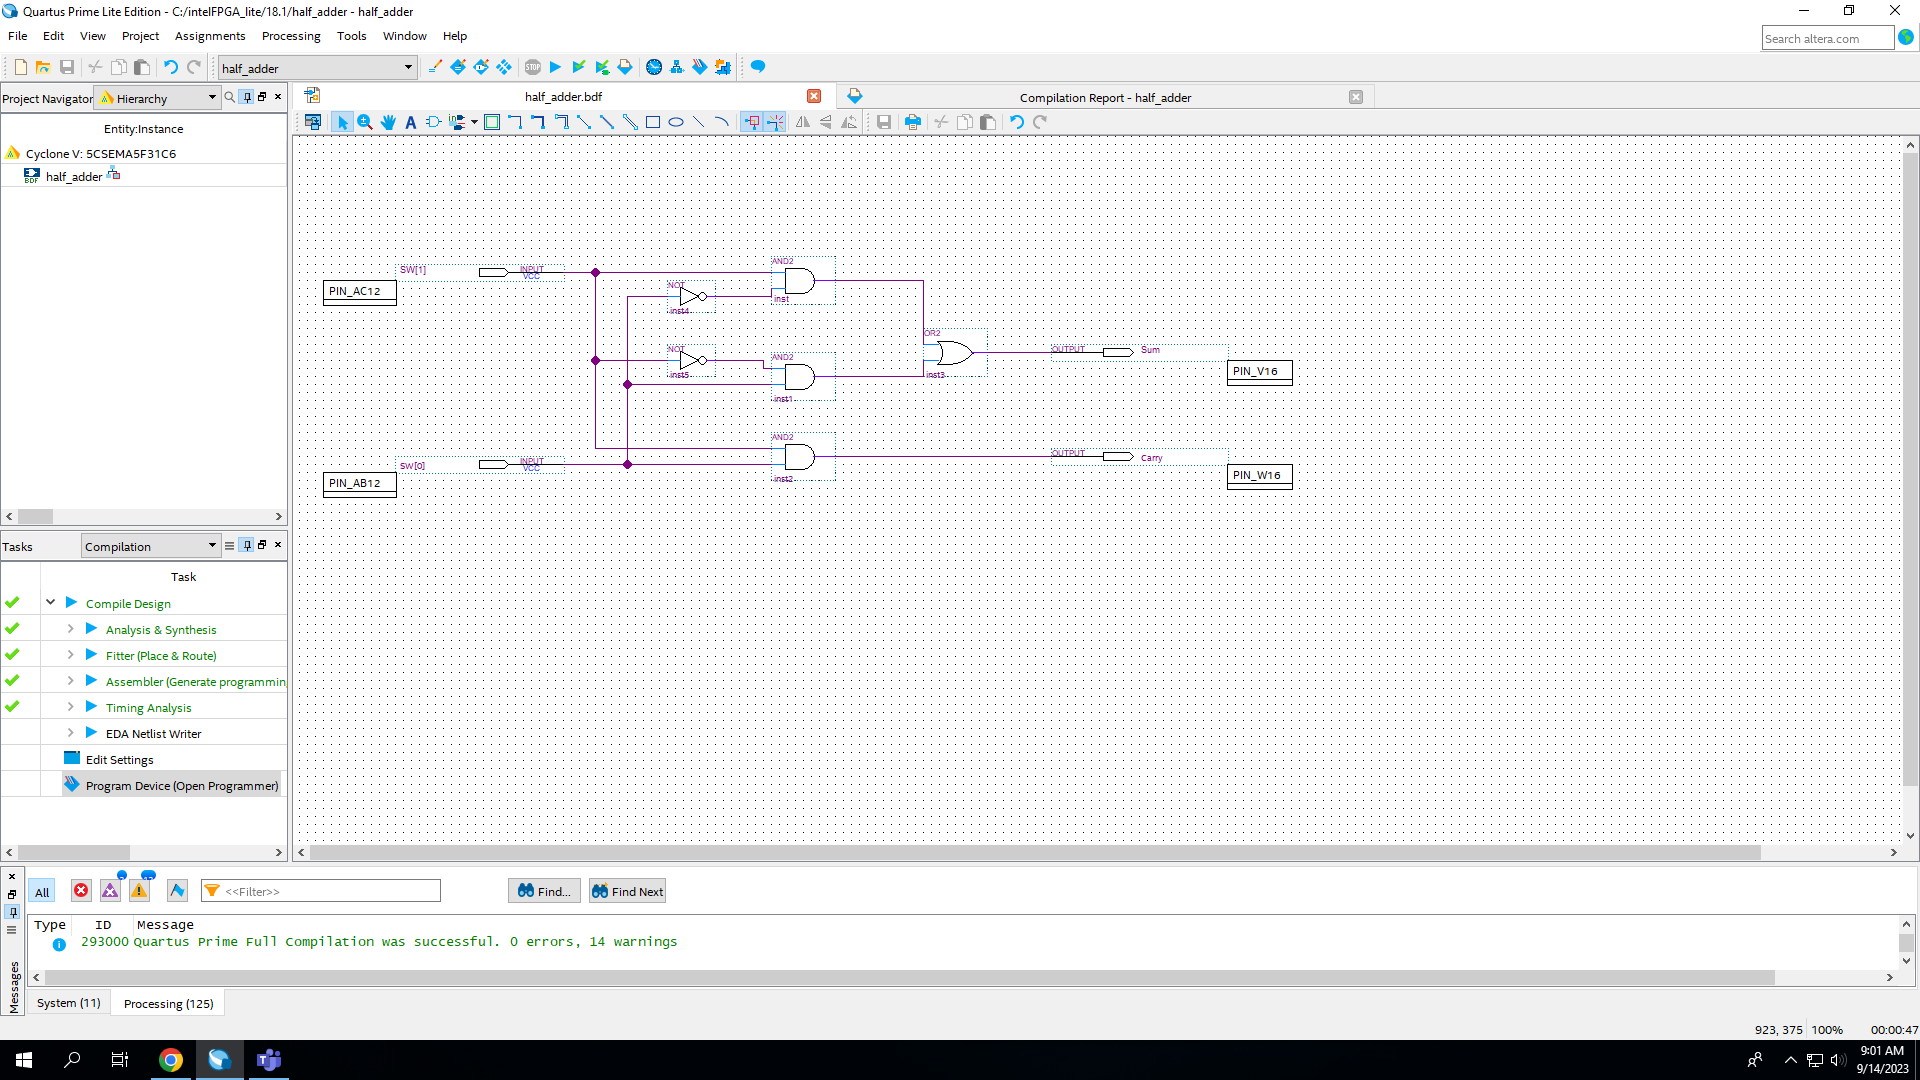 Quartus Prime Lite Edition - C:/intelFPGA_lite/18.1/half_adder - half_adder
File Edit View Project Assignments Processing Tools Window Help
Search altera.com
half_adder
STOP
Project Navigator Hierarchy
half_adder.bdf
Compilation Report - half_adder
Entity:Instance
Cyclone V: 5CSEMA5F31C6
BDF half_adder
SW[1] INPUT VCC
PIN_AC12
NOT
inst4
AND2
inst
NOT
inst5
AND2
inst1
OR2
inst3
OUTPUT Sum
PIN_V16
SW[0] INPUT VCC
PIN_AB12
AND2
inst2
OUTPUT Carry
PIN_W16
Tasks Compilation
Task
Compile Design
Analysis & Synthesis
Fitter (Place & Route)
Assembler (Generate programmin
Timing Analysis
EDA Netlist Writer
Edit Settings
Program Device (Open Programmer)
All <<Filter>> Find... Find Next
Type ID Message
293000 Quartus Prime Full Compilation was successful. 0 errors, 14 warnings
Messages
System (11) Processing (125)
923, 375 100% 00:00:47
9:01 AM
9/14/2023